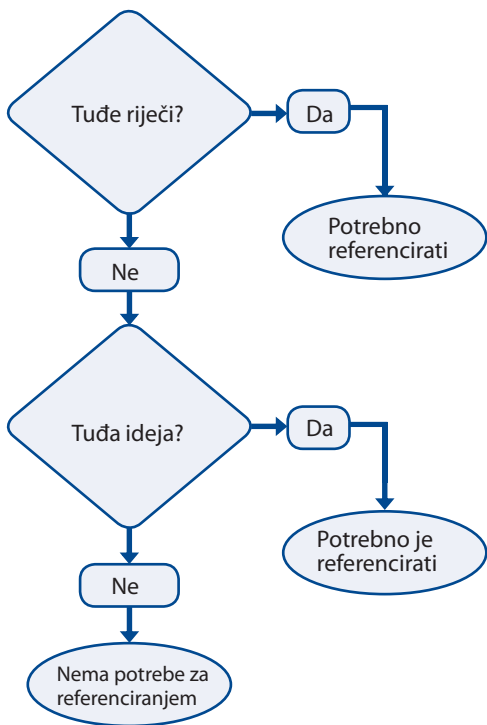 Tuđe riječi?
Da
Potrebno
referencirati
Ne
Tuđa ideja?
Da
Potrebno je
referencirati
Ne
Nema potrebe za
referenciranjem